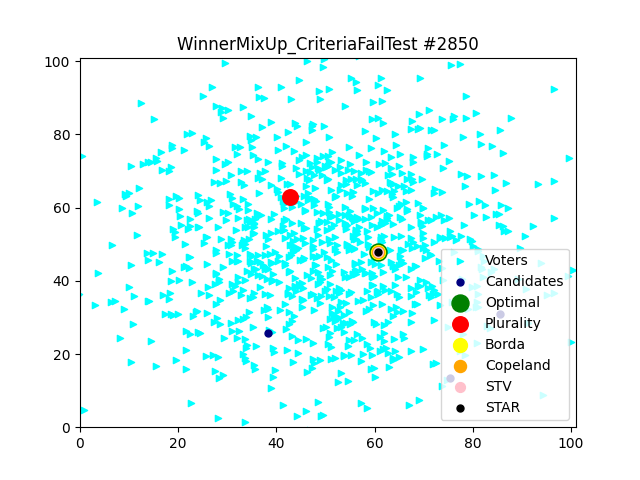 WinnerMixUp_CriteriaFailTest #2850
100
80
60
40
20
0
0
20
40
60
80
100
Voters
Candidates
Optimal
Plurality
Borda
Copeland
STV
STAR